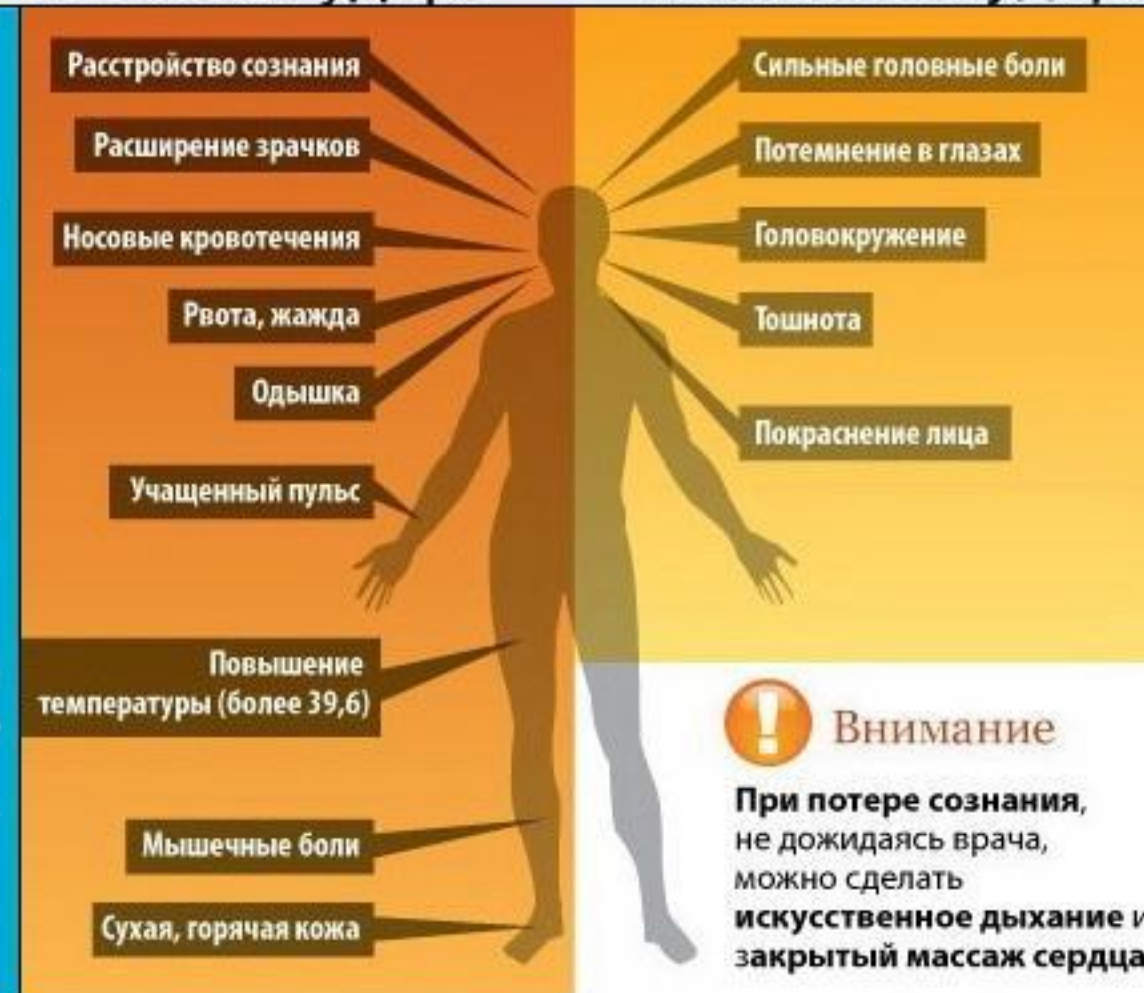 Расстройство сознания
Расширение зрачков
Носовые кровотечения
Рвота, жажда
Одышка
Учащенный пульс
Повышение
температуры (более 39,6)
Мышечные боли
Сухая, горячая кожа
Сильные головные боли
Потемнение в глазах
Головокружение
Тошнота
Покраснение лица
Внимание
При потере сознания,
не дожидаясь врача,
можно сделать
искусственное дыхание и
закрытый массаж сердца